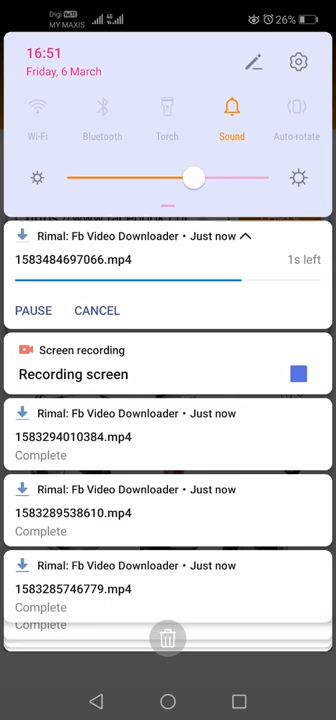 Digi VoLTE
MY MAXIS
4G
26%
16:51
Friday, 6 March
Wi-Fi
Bluetooth
Torch
Sound
Auto-rotate
Rimal: Fb Video Downloader • Just now
1583484697066.mp4
1s left
PAUSE
CANCEL
Screen recording
Recording screen
Rimal: Fb Video Downloader • Just now
1583294010384.mp4
Complete
Rimal: Fb Video Downloader • Just now
1583289538610.mp4
Complete
Rimal: Fb Video Downloader • Just now
1583285746779.mp4
Complete
Complete